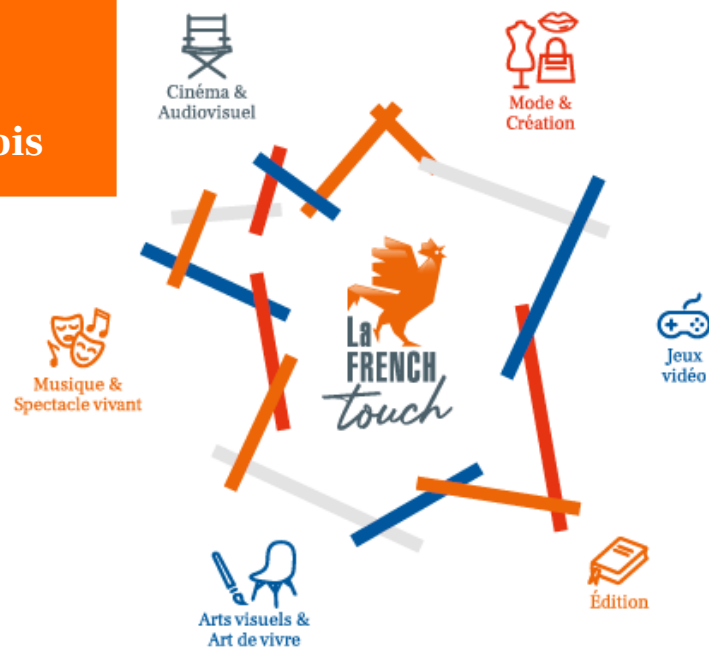 Cinéma &
Audiovisuel
Mode &
Création
La
FRENCH
touch
Jeux
vidéo
Musique &
Spectacle vivant
Édition
Arts visuels &
Art de vivre